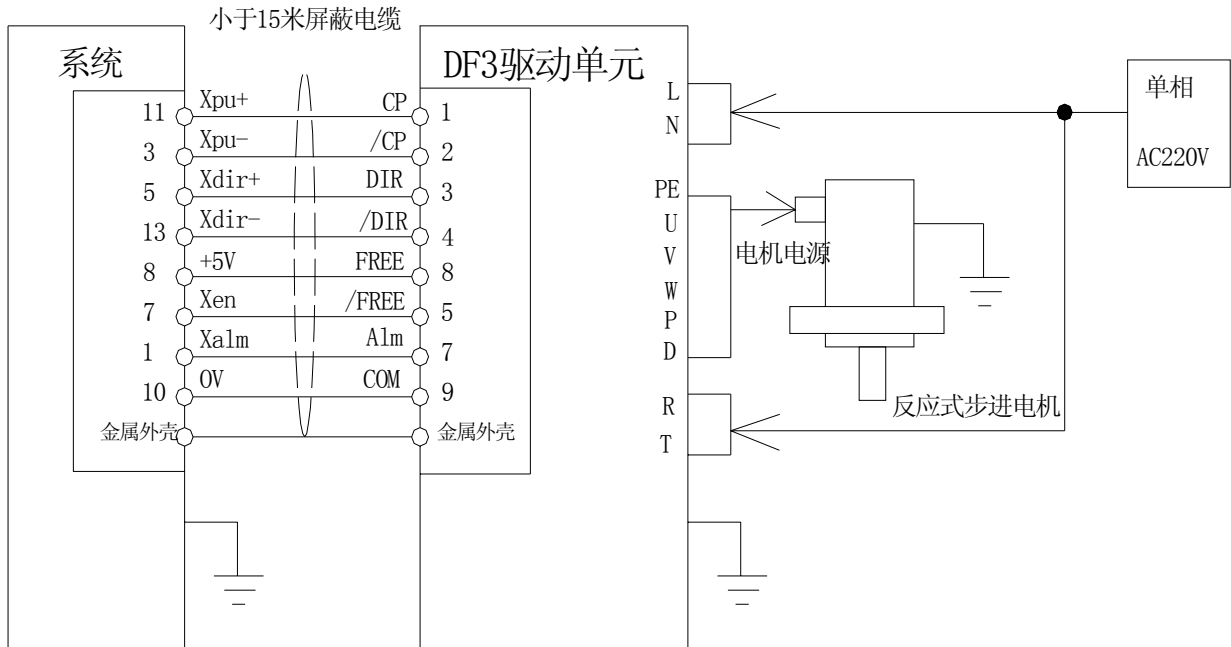 小于15米屏蔽电缆
系统
DF3驱动单元
11 Xpu+ CP 1
3 Xpu- /CP 2
5 Xdir+ DIR 3
13 Xdir- /DIR 4
8 +5V FREE 8
7 Xen /FREE 5
1 Xalm Alm 7
10 0V COM 9
金属外壳 金属外壳
L
N
PE
U
V
W
P
D
R
T
电机电源
反应式步进电机
单相
AC220V